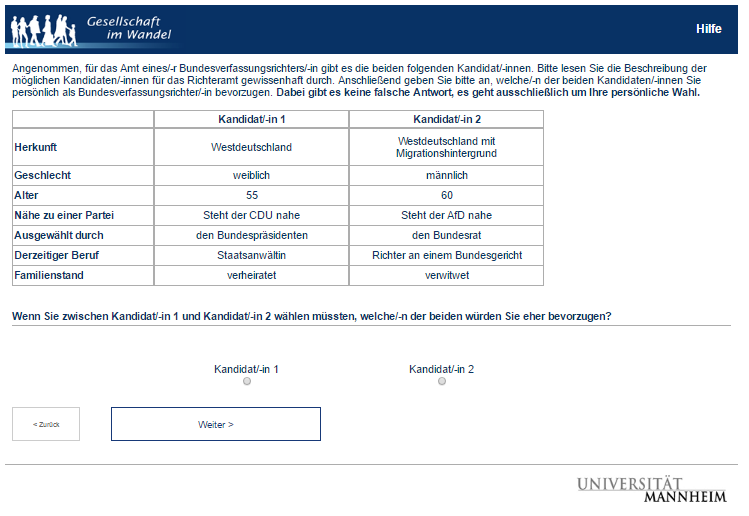 Gesellschaft
im Wandel
Hilfe
Angenommen, für das Amt eines/-r Bundesverfassungsrichters/-in gibt es die beiden folgenden Kandidat/-innen. Bitte lesen Sie die Beschreibung der
möglichen Kandidaten/-innen für das Richteramt gewissenhaft durch. Anschließend geben Sie bitte an, welche/-n der beiden Kandidaten/-innen Sie
persönlich als Bundesverfassungsrichter/-in bevorzugen. Dabei gibt es keine falsche Antwort, es geht ausschließlich um Ihre persönliche Wahl.
Kandidat/-in 1 Kandidat/-in 2
Herkunft Westdeutschland Westdeutschland mit
Migrationshintergrund
Geschlecht weiblich männlich
Alter 55 60
Nähe zu einer Partei Steht der CDU nahe Steht der AfD nahe
Ausgewählt durch den Bundespräsidenten den Bundesrat
Derzeitiger Beruf Staatsanwältin Richter an einem Bundesgericht
Familienstand verheiratet verwitwet
Wenn Sie zwischen Kandidat/-in 1 und Kandidat/-in 2 wählen müssten, welche/-n der beiden würden Sie eher bevorzugen?
Kandidat/-in 1 Kandidat/-in 2
< Zurück Weiter >
UNIVERSITÄT
MANNHEIM